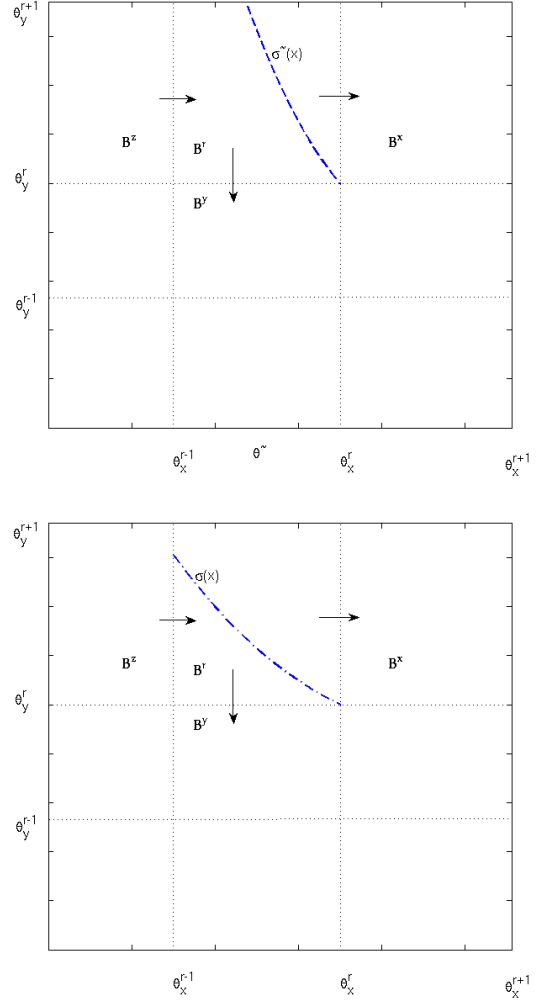 θ_y^{r+1}
σ˜(x)
B^z
B^r
B^x
θ_y^r
B^y
θ_y^{r-1}
θ_x^{r-1}
θ˜
θ_x^r
θ_x^{r+1}
θ_y^{r+1}
σ(x)
B^z
B^r
B^x
θ_y^r
B^y
θ_y^{r-1}
θ_x^{r-1}
θ_x^r
θ_x^{r+1}